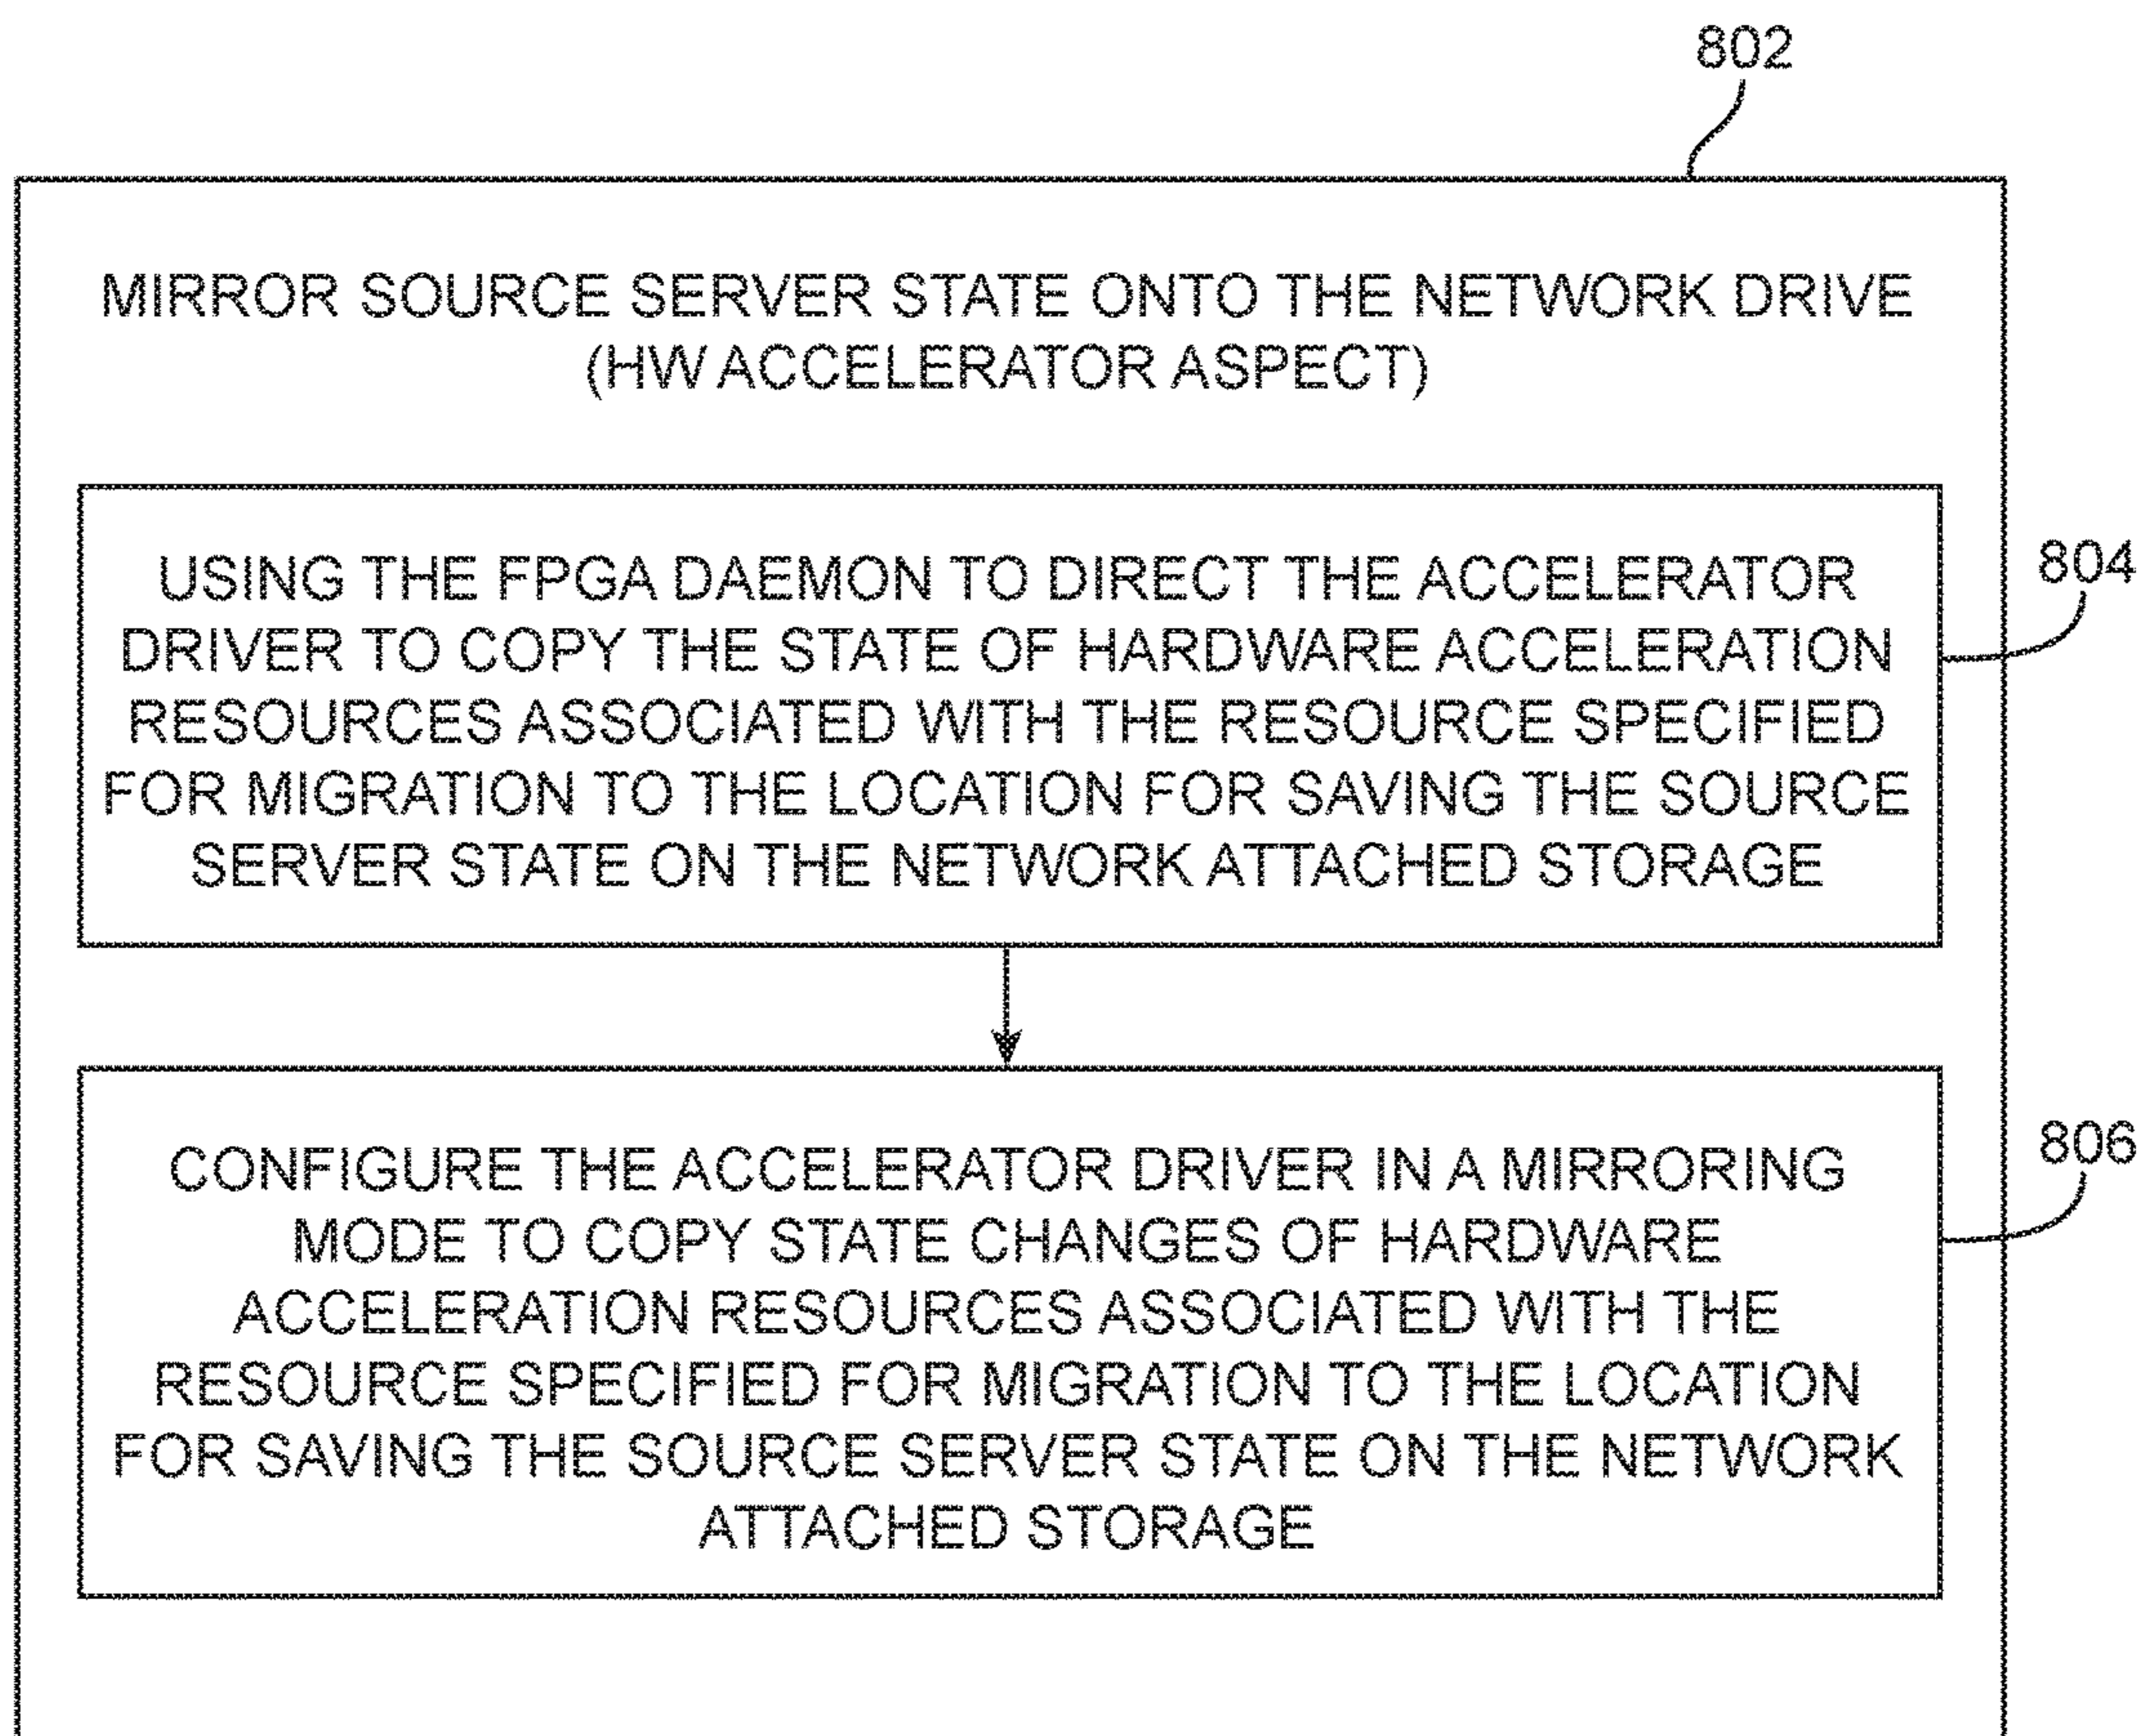 802
MIRROR SOURCE SERVER STATE ONTO THE NETWORK DRIVE
(HW ACCELERATOR ASPECT)
USING THE FPGA DAEMON TO DIRECT THE ACCELERATOR
DRIVER TO COPY THE STATE OF HARDWARE ACCELERATION
RESOURCES ASSOCIATED WITH THE RESOURCE SPECIFIED
FOR MIGRATION TO THE LOCATION FOR SAVING THE SOURCE
SERVER STATE ON THE NETWORK ATTACHED STORAGE
804
CONFIGURE THE ACCELERATOR DRIVER IN A MIRRORING
MODE TO COPY STATE CHANGES OF HARDWARE
ACCELERATION RESOURCES ASSOCIATED WITH THE
RESOURCE SPECIFIED FOR MIGRATION TO THE LOCATION
FOR SAVING THE SOURCE SERVER STATE ON THE NETWORK
ATTACHED STORAGE
806